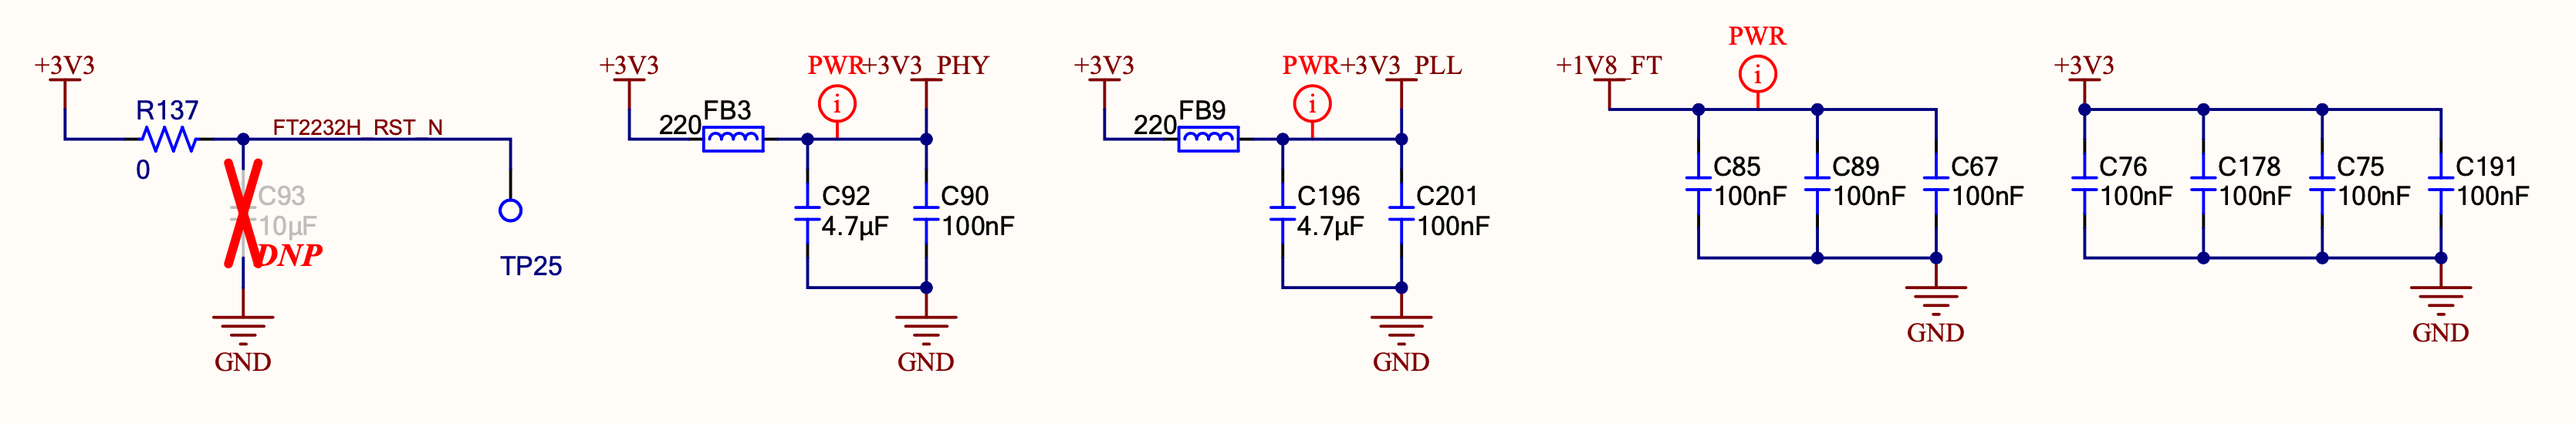 +3V3
R137
0
FT2232H_RST_N
C93
10µF
DNP
TP25
GND
+3V3
220
FB3
PWR
i
+3V3_PHY
C92
4.7µF
C90
100nF
GND
+3V3
220
FB9
PWR
i
+3V3_PLL
C196
4.7µF
C201
100nF
GND
+1V8_FT
PWR
i
C85
100nF
C89
100nF
C67
100nF
GND
+3V3
C76
100nF
C178
100nF
C75
100nF
C191
100nF
GND